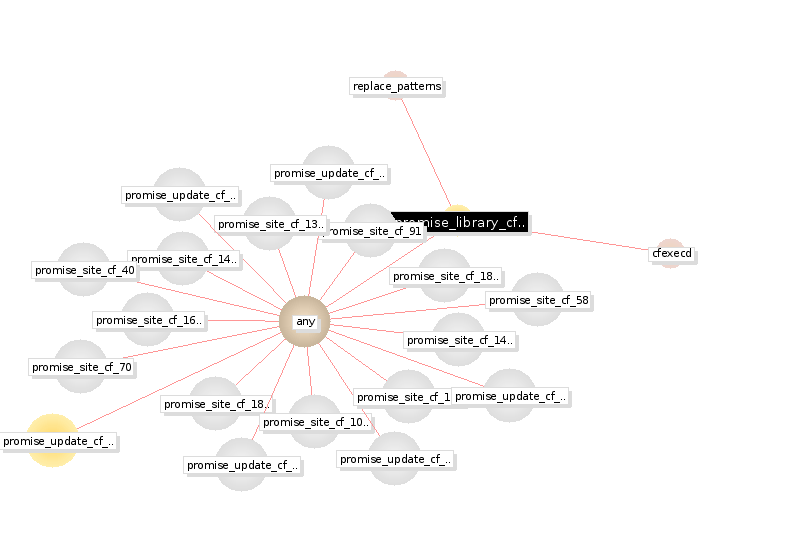 replace_patterns
promise_update_cf_..
promise_update_cf_..
promise_site_cf_13..
promise_library_cf..
promise_site_cf_91
cfexecd
promise_site_cf_14..
promise_site_cf_40
promise_site_cf_18..
promise_site_cf_58
promise_site_cf_16..
any
promise_site_cf_14..
promise_site_cf_70
promise_update_cf_..
promise_site_cf_1
promise_site_cf_18..
promise_site_cf_10..
promise_update_cf_..
promise_update_cf_..
promise_update_cf_..